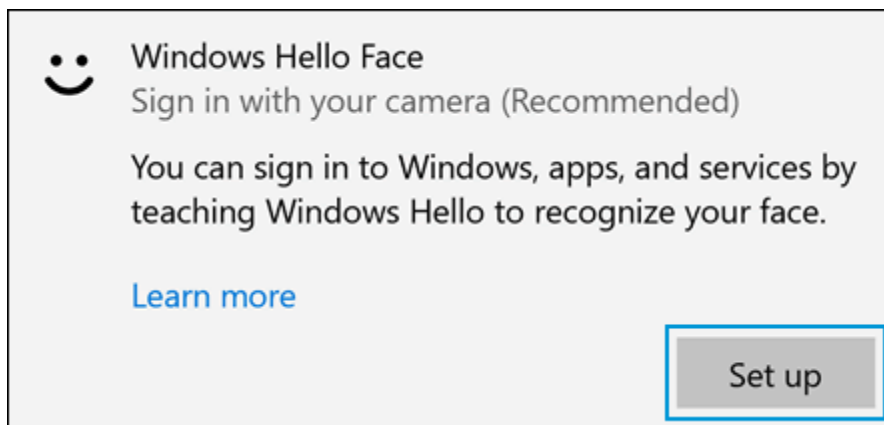 Windows Hello Face
Sign in with your camera (Recommended)
You can sign in to Windows, apps, and services by
teaching Windows Hello to recognize your face.
Learn more
Set up